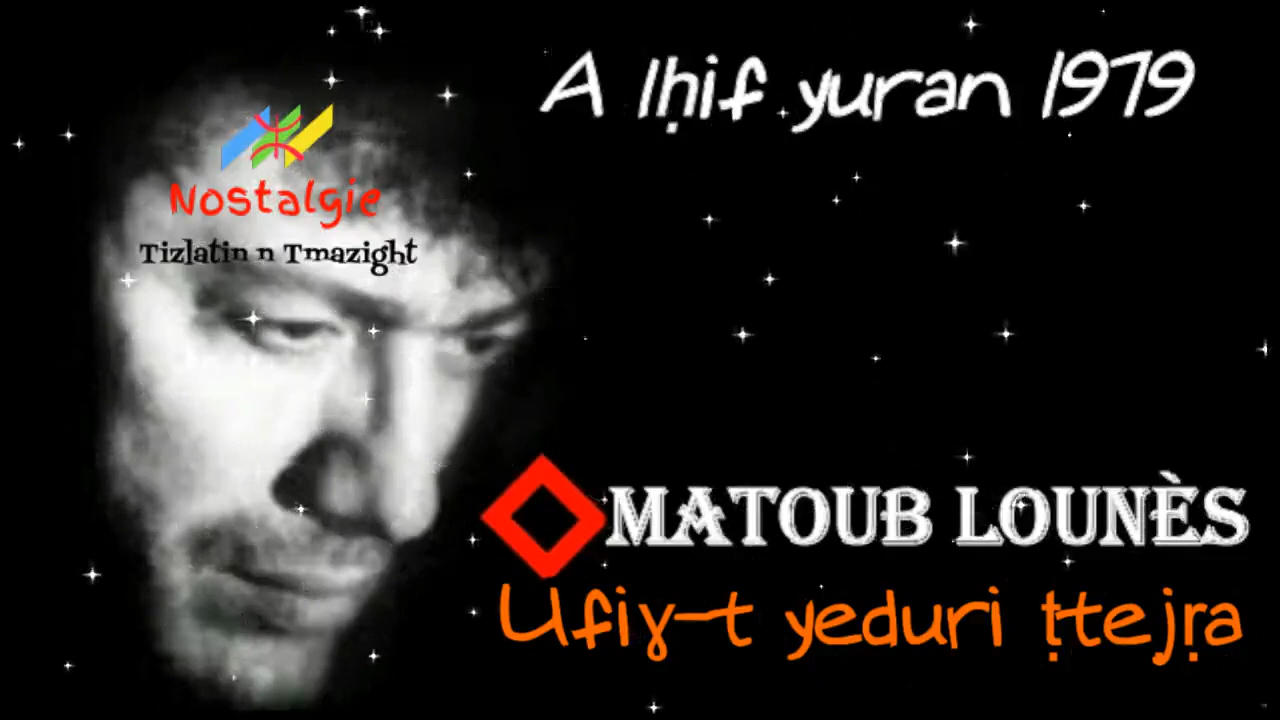 A lḥif yuran 1979
Nostalgie
Tizlatin n Tmazight
MATOUB LOUNÈS
Ufiɣ-t yeduri ṭṭejṛa